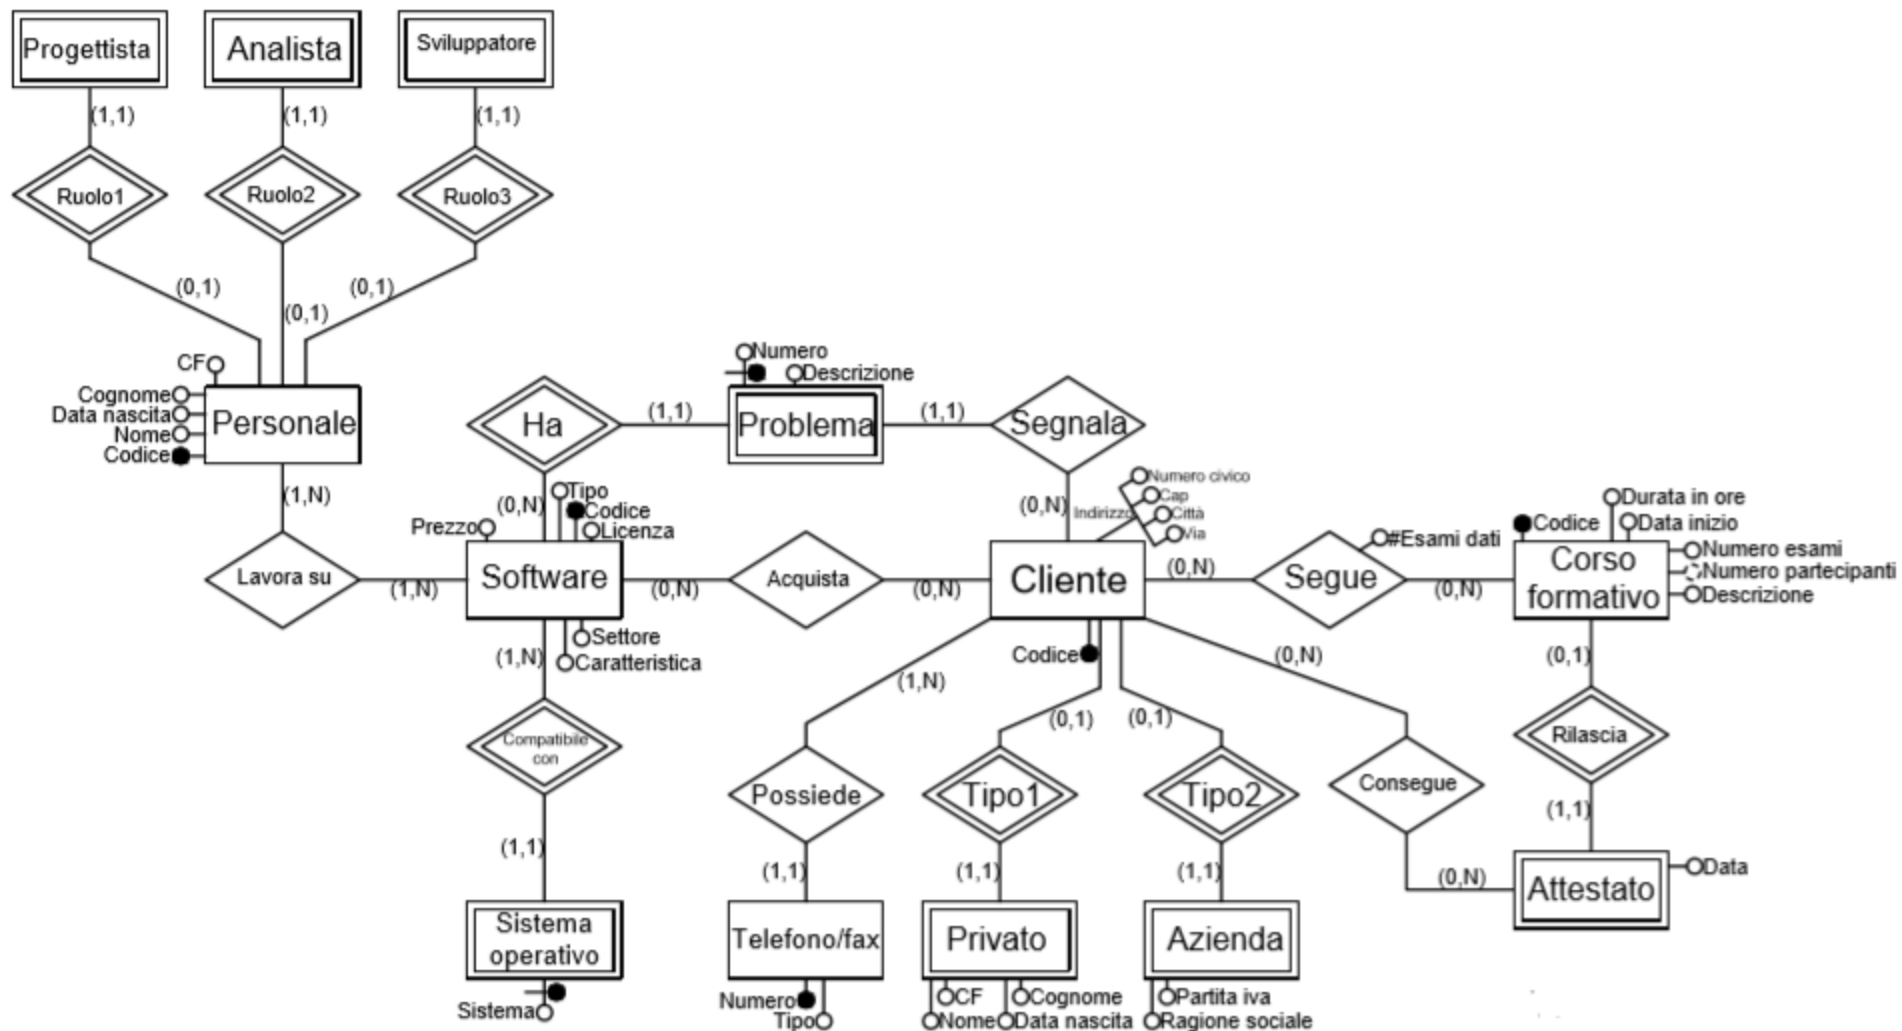 Progettista
Analista
Sviluppatore
(1,1)
(1,1)
(1,1)
Ruolo1
Ruolo2
Ruolo3
(0,1)
(0,1)
(0,1)
CF
Cognome
Data nascita
Nome
Codice
Personale
(1,N)
Lavora su
(1,N)
Ha
(1,1)
Numero
Descrizione
Problema
(1,1)
Segnala
(0,N)
(0,N)
Tipo
Codice
Licenza
Prezzo
Software
(0,N)
Acquista
(0,N)
Settore
Caratteristica
(1,N)
Compatibile
con
(1,1)
Sistema
operativo
Sistema
Indirizzo
Numero civico
Cap
Città
Via
Cliente
Codice
(0,N)
Segue
#Esami dati
(0,N)
Codice
Durata in ore
Data inizio
Numero esami
Numero partecipanti
Descrizione
Corso
formativo
(1,N)
Possiede
(1,1)
Telefono/fax
Numero
Tipo
(0,1)
Tipo1
(1,1)
Privato
CF
Cognome
Nome
Data nascita
(0,1)
Tipo2
(1,1)
Azienda
Partita iva
Ragione sociale
(0,N)
Consegue
(0,N)
(0,1)
Rilascia
(1,1)
Attestato
Data